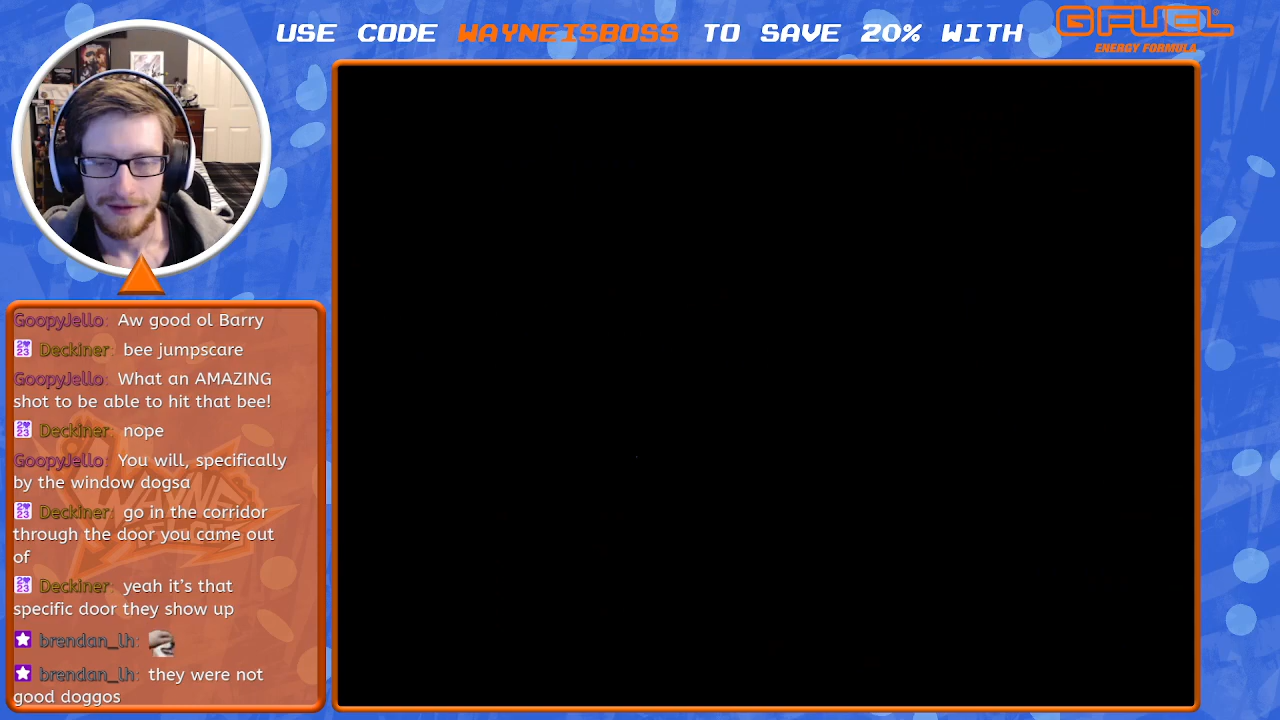 USE CODE WAYNEISBOSS TO SAVE 20% WITH
G FUEL®
ENERGY FORMULA
GoopyJello: Aw good ol Barry
Deckiner: bee jumpscare
GoopyJello: What an AMAZING
shot to be able to hit that bee!
Deckiner: nope
GoopyJello: You will, specifically
by the window dogsa
Deckiner: go in the corridor
through the door you came out
of
Deckiner: yeah it's that
specific door they show up
brendan_lh:
brendan_lh: they were not
good doggos